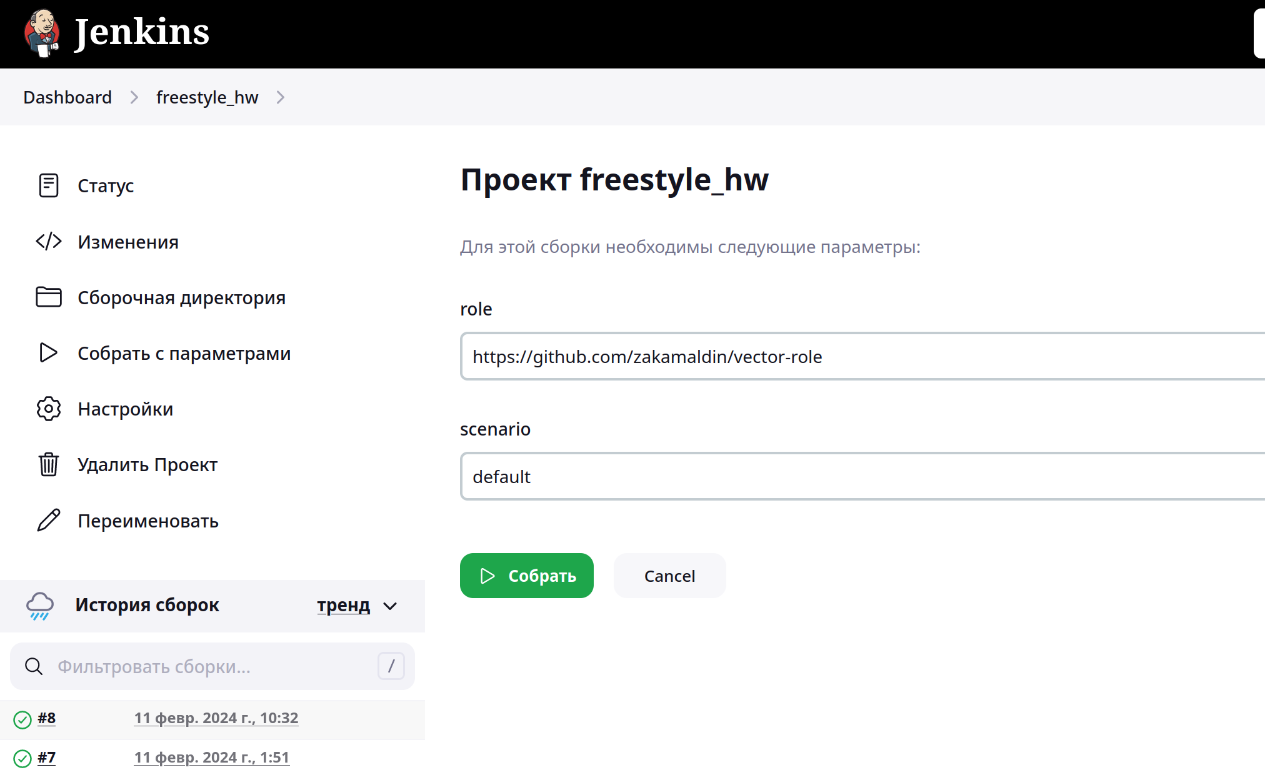 Jenkins
Dashboard
freestyle_hw
Статус
Изменения
Сборочная директория
Собрать с параметрами
Настройки
Удалить Проект
Переименовать
История сборок
тренд
Фильтровать сборки...
/
#8
11 февр. 2024 г., 10:32
#7
11 февр. 2024 г., 1:51
Проект freestyle_hw
Для этой сборки необходимы следующие параметры:
role
https://github.com/zakamaldin/vector-role
scenario
default
Собрать
Cancel